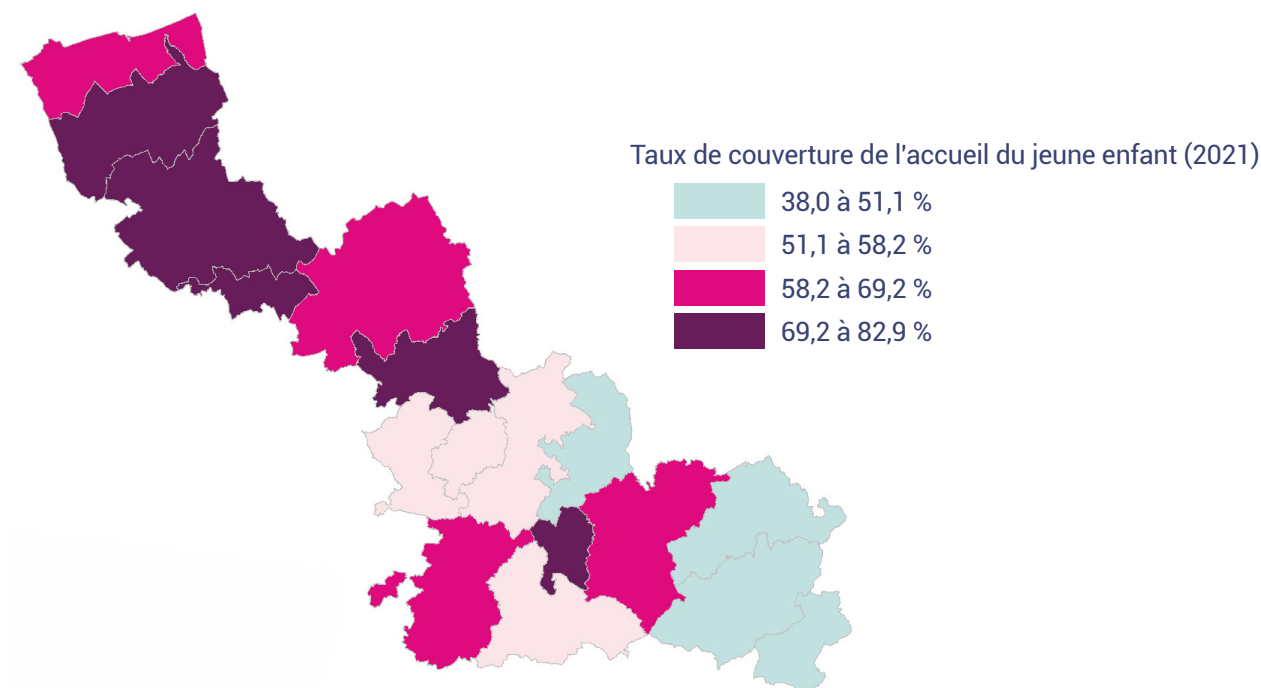 Taux de couverture de l'accueil du jeune enfant (2021)
38,0 à 51,1 %
51,1 à 58,2 %
58,2 à 69,2 %
69,2 à 82,9 %